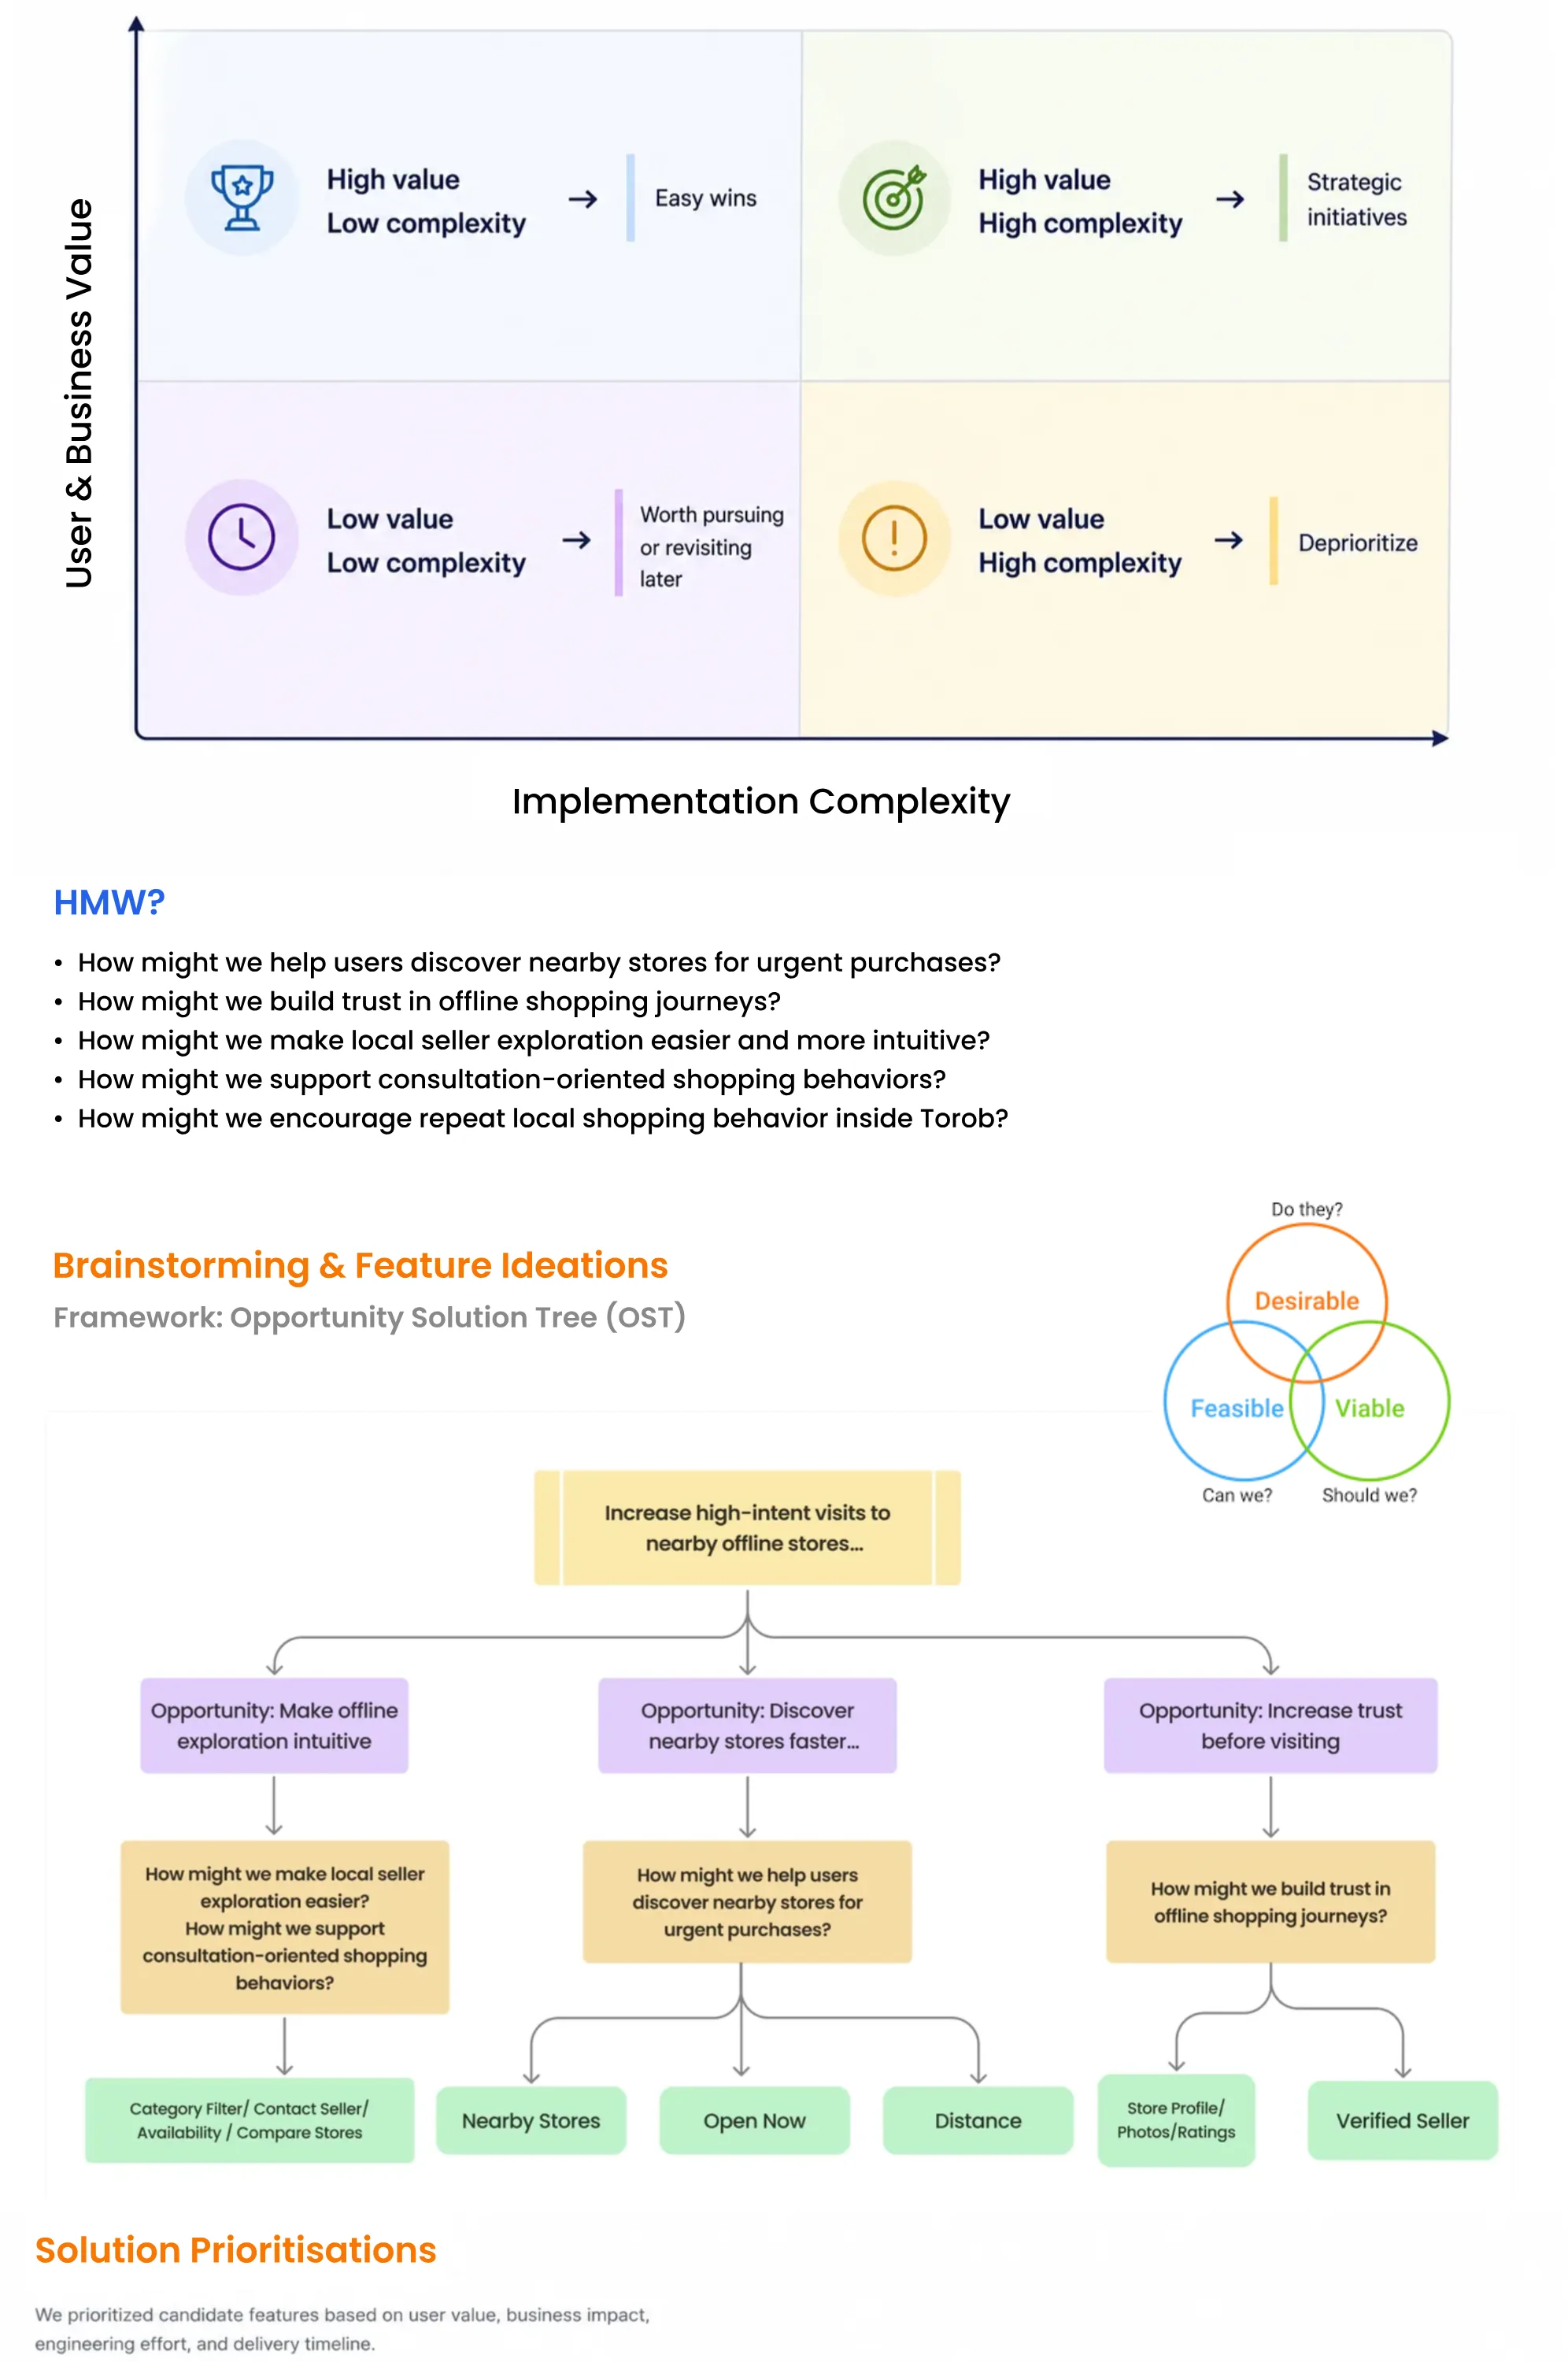 User & Business Value
High value
Low complexity
Easy wins
High value
High complexity
Strategic
initiatives
Low value
Low complexity
Worth pursuing
or revisiting
later
Low value
High complexity
Deprioritize
Implementation Complexity
HMW?
• How might we help users discover nearby stores for urgent purchases?
• How might we build trust in offline shopping journeys?
• How might we make local seller exploration easier and more intuitive?
• How might we support consultation-oriented shopping behaviors?
• How might we encourage repeat local shopping behavior inside Torob?
Brainstorming & Feature Ideations
Framework: Opportunity Solution Tree (OST)
Do they?
Desirable
Feasible
Viable
Can we?
Should we?
Increase high-intent visits to
nearby offline stores...
Opportunity: Make offline
exploration intuitive
Opportunity: Discover
nearby stores faster...
Opportunity: Increase trust
before visiting
How might we make local seller
exploration easier?
How might we support
consultation-oriented shopping
behaviors?
How might we help users
discover nearby stores for
urgent purchases?
How might we build trust in
offline shopping journeys?
Category Filter/ Contact Seller/
Availability / Compare Stores
Nearby Stores
Open Now
Distance
Store Profile/
Photos/Ratings
Verified Seller
Solution Prioritisations
We prioritized candidate features based on user value, business impact,
engineering effort, and delivery timeline.